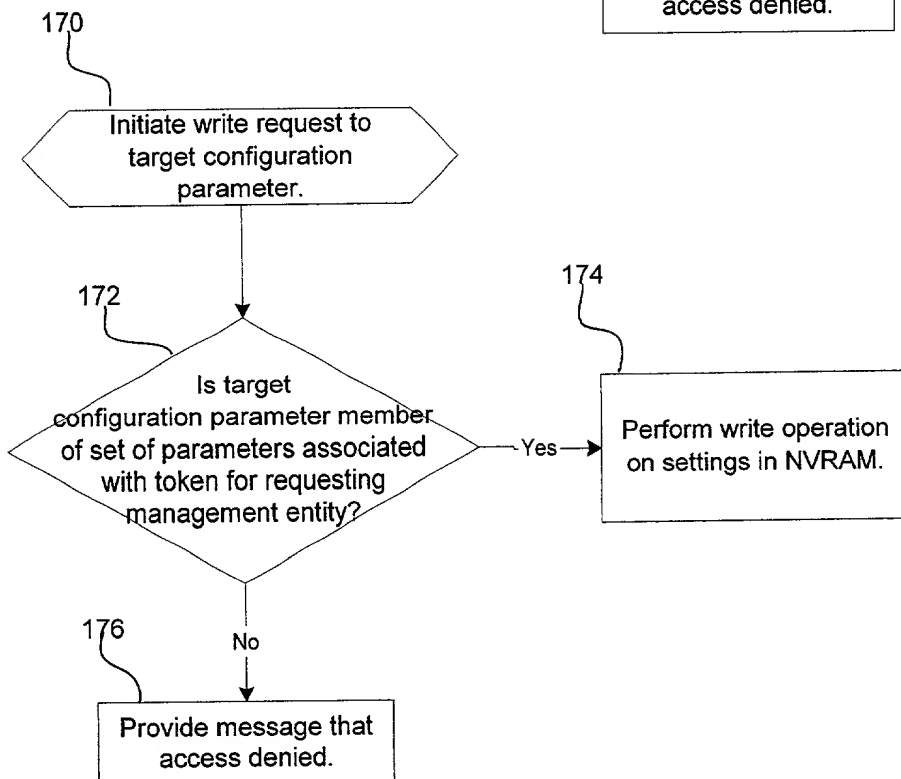 access denied.
170
Initiate write request to
target configuration
parameter.
172
Is target
configuration parameter member
of set of parameters associated
with token for requesting
management entity?
Yes
174
Perform write operation
on settings in NVRAM.
No
176
Provide message that
access denied.